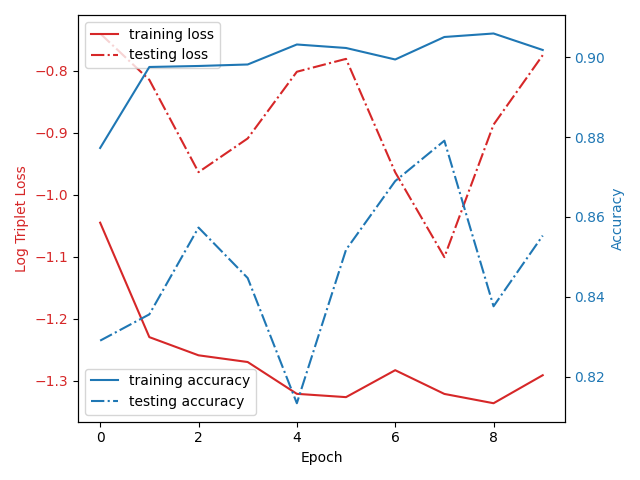 training loss
testing loss
−0.8
−0.9
−1.0
−1.1
−1.2
−1.3
Log Triplet Loss
0.90
0.88
0.86
0.84
0.82
Accuracy
training accuracy
testing accuracy
0 2 4 6 8
Epoch